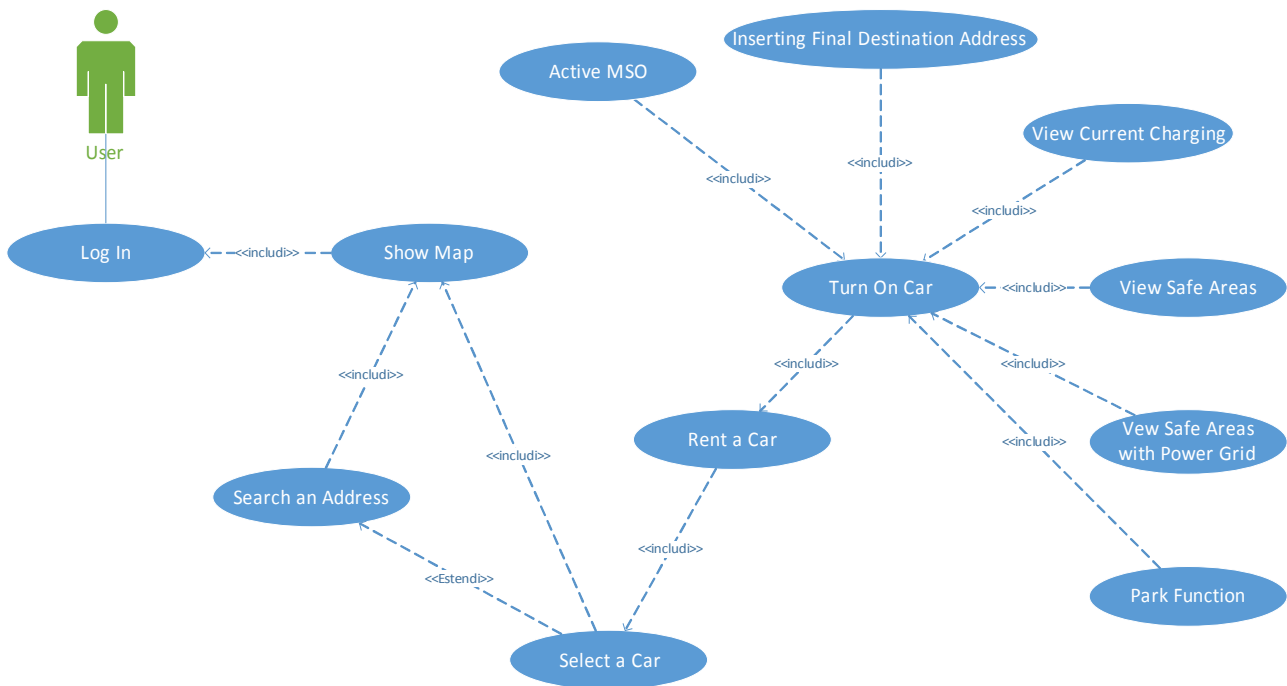 Inserting Final Destination Address
Active MSO
View Current Charging
User
<<includi>>
<<includi>>
<<includi>>
Log In
<<includi>>
Show Map
Turn On Car
<<includi>>
View Safe Areas
<<includi>>
<<includi>>
<<includi>>
Rent a Car
<<includi>>
Vew Safe Areas
with Power Grid
<<includi>>
Search an Address
<<includi>>
<<Estendi>>
Park Function
Select a Car